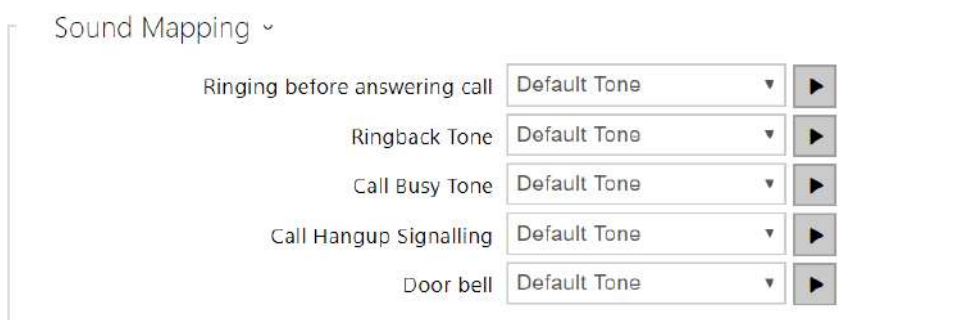 Sound Mapping
Ringing before answering call Default Tone
Ringback Tone Default Tone
Call Busy Tone Default Tone
Call Hangup Signalling Default Tone
Door bell Default Tone